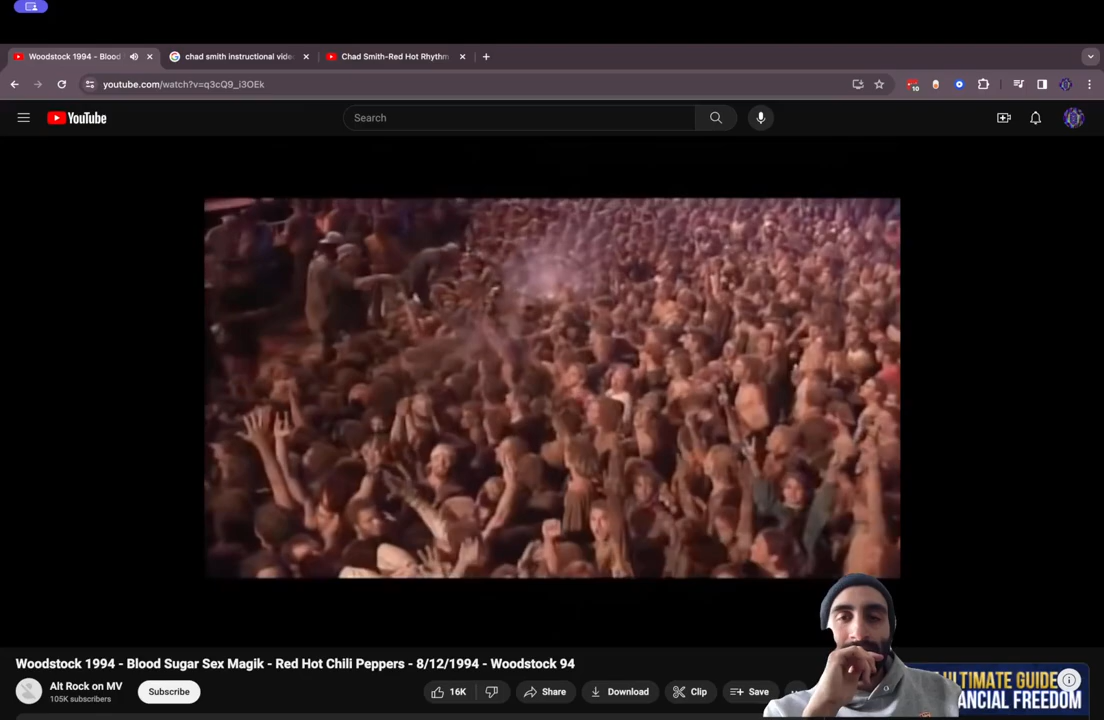 Woodstock 1994 - Blood
chad smith instructional vide
Chad Smith-Red Hot Rhythm
youtube.com/watch?v=q3cQ9_i3OEk
10
YouTube
Search
Woodstock 1994 - Blood Sugar Sex Magik - Red Hot Chili Peppers - 8/12/1994 - Woodstock 94
Alt Rock on MV
105K subscribers
Subscribe
16K
Share
Download
Clip
Save
ULTIMATE GUIDE
ANCIAL FREEDOM